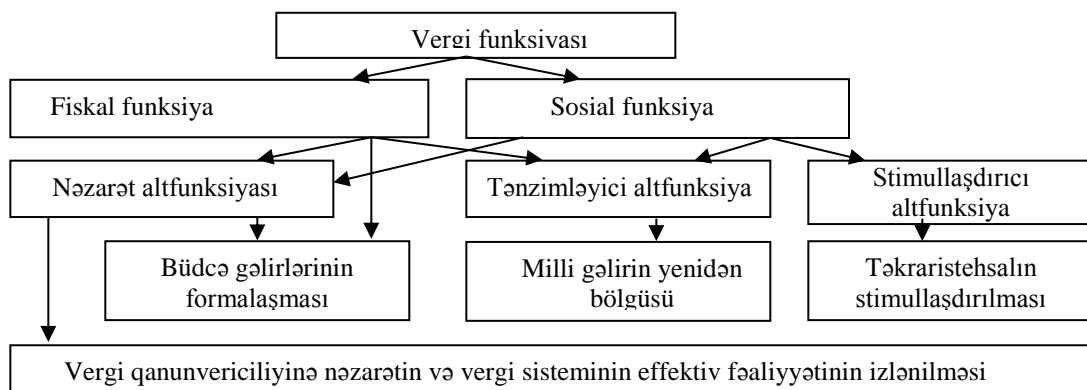 Vergi funksiyası
Fiskal funksiya
Sosial funksiya
Nəzarət altfunksiyası
Tənzimləyici altfunksiya
Stimullaşdırıcı
altfunksiya
Büdcə gəlirlərinin
formalaşması
Milli gəlirin yenidən
bölgüsü
Təkraristehsalın
stimullaşdırılması
Vergi qanunvericiliyinə nəzarətin və vergi sisteminin effektiv fəaliyyətinin izlənilməsi